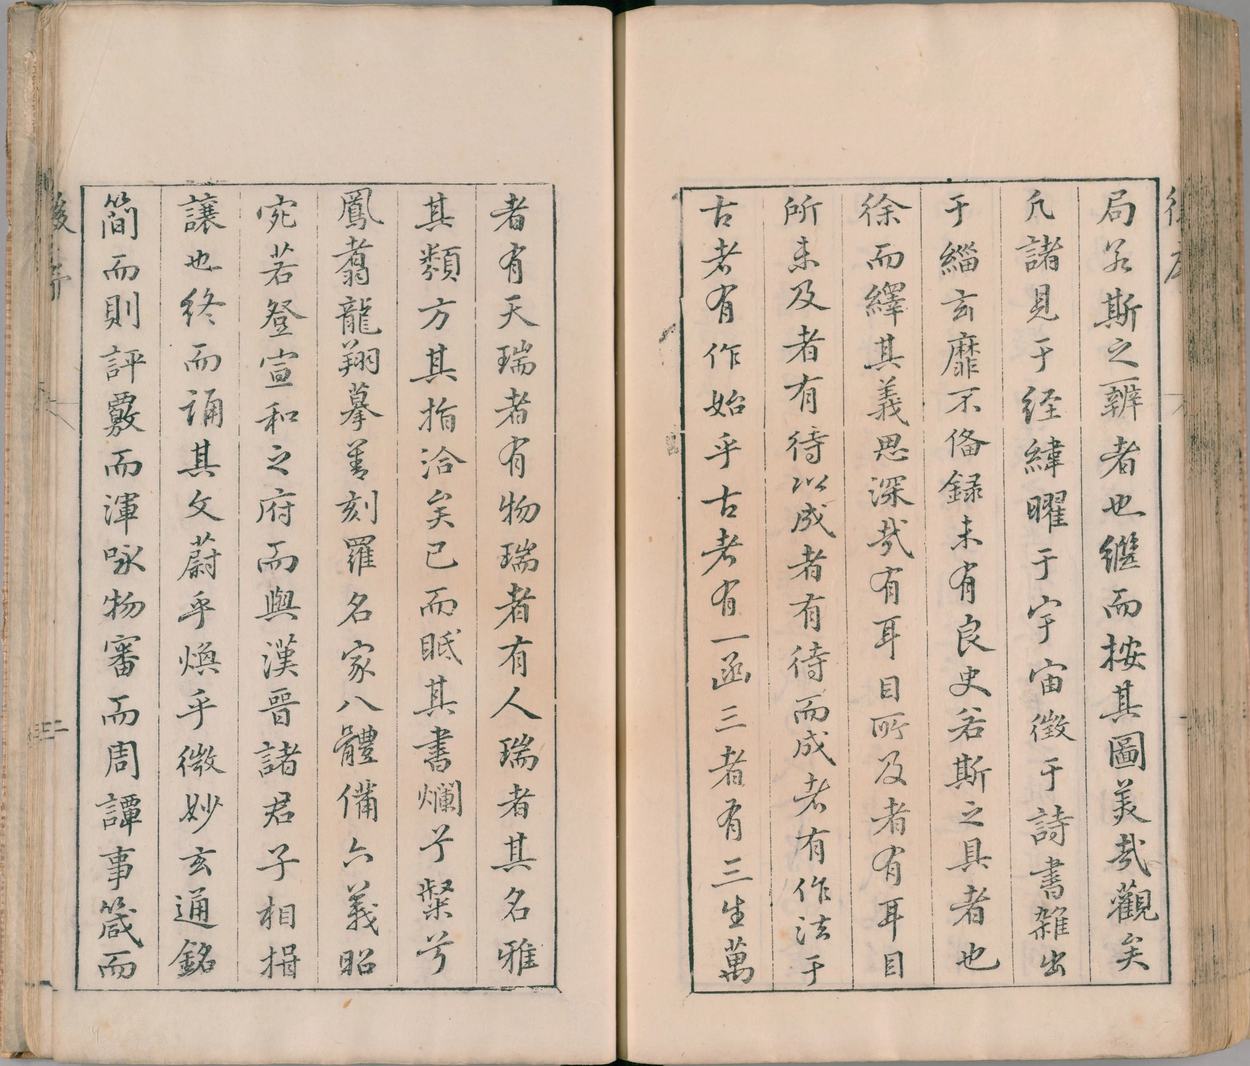 局若斯之辨者也繼而按其圖美哉觀矣
凡諸見于経緯曜于宇宙徵于詩書雜出
于緇玄靡不俻録未有良史若斯之具者也
徐而繹其義思深哉有耳目所及者有耳目
所未及者有待以成者有待而成者有作法于
古者有作始乎古者有一函三者有三生萬
者有天瑞者有物瑞者有人瑞者其名雅
其類方其指洽矣已而眡其書爛兮粲兮
鳳翥龍翔摹善刻羅名家八體備六義昭
宛若登宣和之府而與漢晉諸君子相揖
讓也終而誦其文蔚乎煥乎微妙玄通銘
簡而則評覈而渾咏物審而周譚事箴而